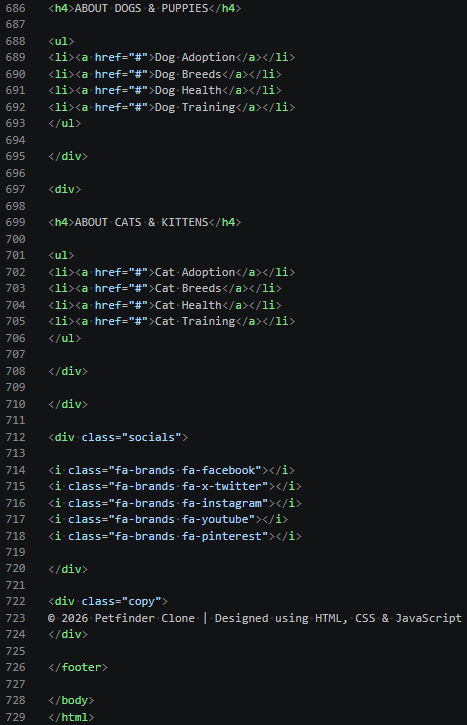 686 <h4>ABOUT DOGS & PUPPIES</h4>
687
688 <ul>
689 <li><a href="#">Dog Adoption</a></li>
690 <li><a href="#">Dog Breeds</a></li>
691 <li><a href="#">Dog Health</a></li>
692 <li><a href="#">Dog Training</a></li>
693 </ul>
694
695 </div>
696
697 <div>
698
699 <h4>ABOUT CATS & KITTENS</h4>
700
701 <ul>
702 <li><a href="#">Cat Adoption</a></li>
703 <li><a href="#">Cat Breeds</a></li>
704 <li><a href="#">Cat Health</a></li>
705 <li><a href="#">Cat Training</a></li>
706 </ul>
707
708 </div>
709
710 </div>
711
712 <div class="socials">
713
714 <i class="fa-brands fa-facebook"></i>
715 <i class="fa-brands fa-x-twitter"></i>
716 <i class="fa-brands fa-instagram"></i>
717 <i class="fa-brands fa-youtube"></i>
718 <i class="fa-brands fa-pinterest"></i>
719
720 </div>
721
722 <div class="copy">
723 © 2026 Petfinder Clone | Designed using HTML, CSS & JavaScript
724 </div>
725
726 </footer>
727
728 </body>
729 </html>